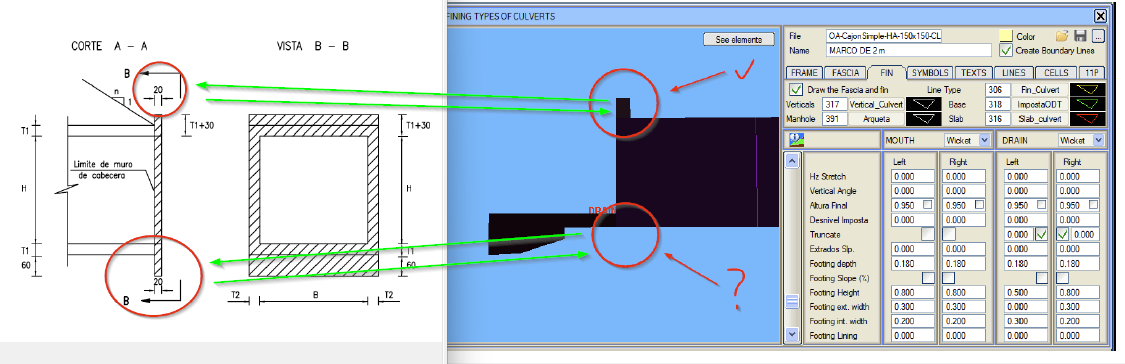 CORTE A - A
VISTA B - B
B
20
n
1
T1
T1+30
T1+30
Limite de muro
de cabecera
H
H
T1
T1
60
60
20
B
T2
B
T2
FINING TYPES OF CULVERTS
See elements
DRAIN
?
File
OA-CajonSimple-HA-150x150-CL
Color
...
Name
MARCO DE 2 m
Create Boundary Lines
FRAME
FASCIA
FIN
SYMBOLS
TEXTS
LINES
CELLS
11P
Draw the Fascia and fin
Line Type
306
Fin_Culvert
Verticals
317
Vertical_Culvert
Base
318
ImpostaODT
Manhole
391
Arqueta
Slab
316
Slab_culvert
MOUTH
Wicket
DRAIN
Wicket
Left
Right
Left
Right
Hz Stretch
0.000
0.000
0.000
0.000
Vertical Angle
0.000
0.000
0.000
0.000
Altura Final
0.950
0.950
0.950
0.950
Desnivel Imposta
0.000
0.000
0.000
0.000
Truncate
0.000
0.000
Extrados Slp.
0.000
0.000
0.000
0.000
Footing depth
0.180
0.180
0.180
0.180
Footing Slope (%)
Footing Height
0.800
0.800
0.500
0.800
Footing ext. width
0.300
0.300
0.000
0.300
Footing int. width
0.200
0.200
0.300
0.200
Footing Lining
0.000
0.000
0.000
0.000